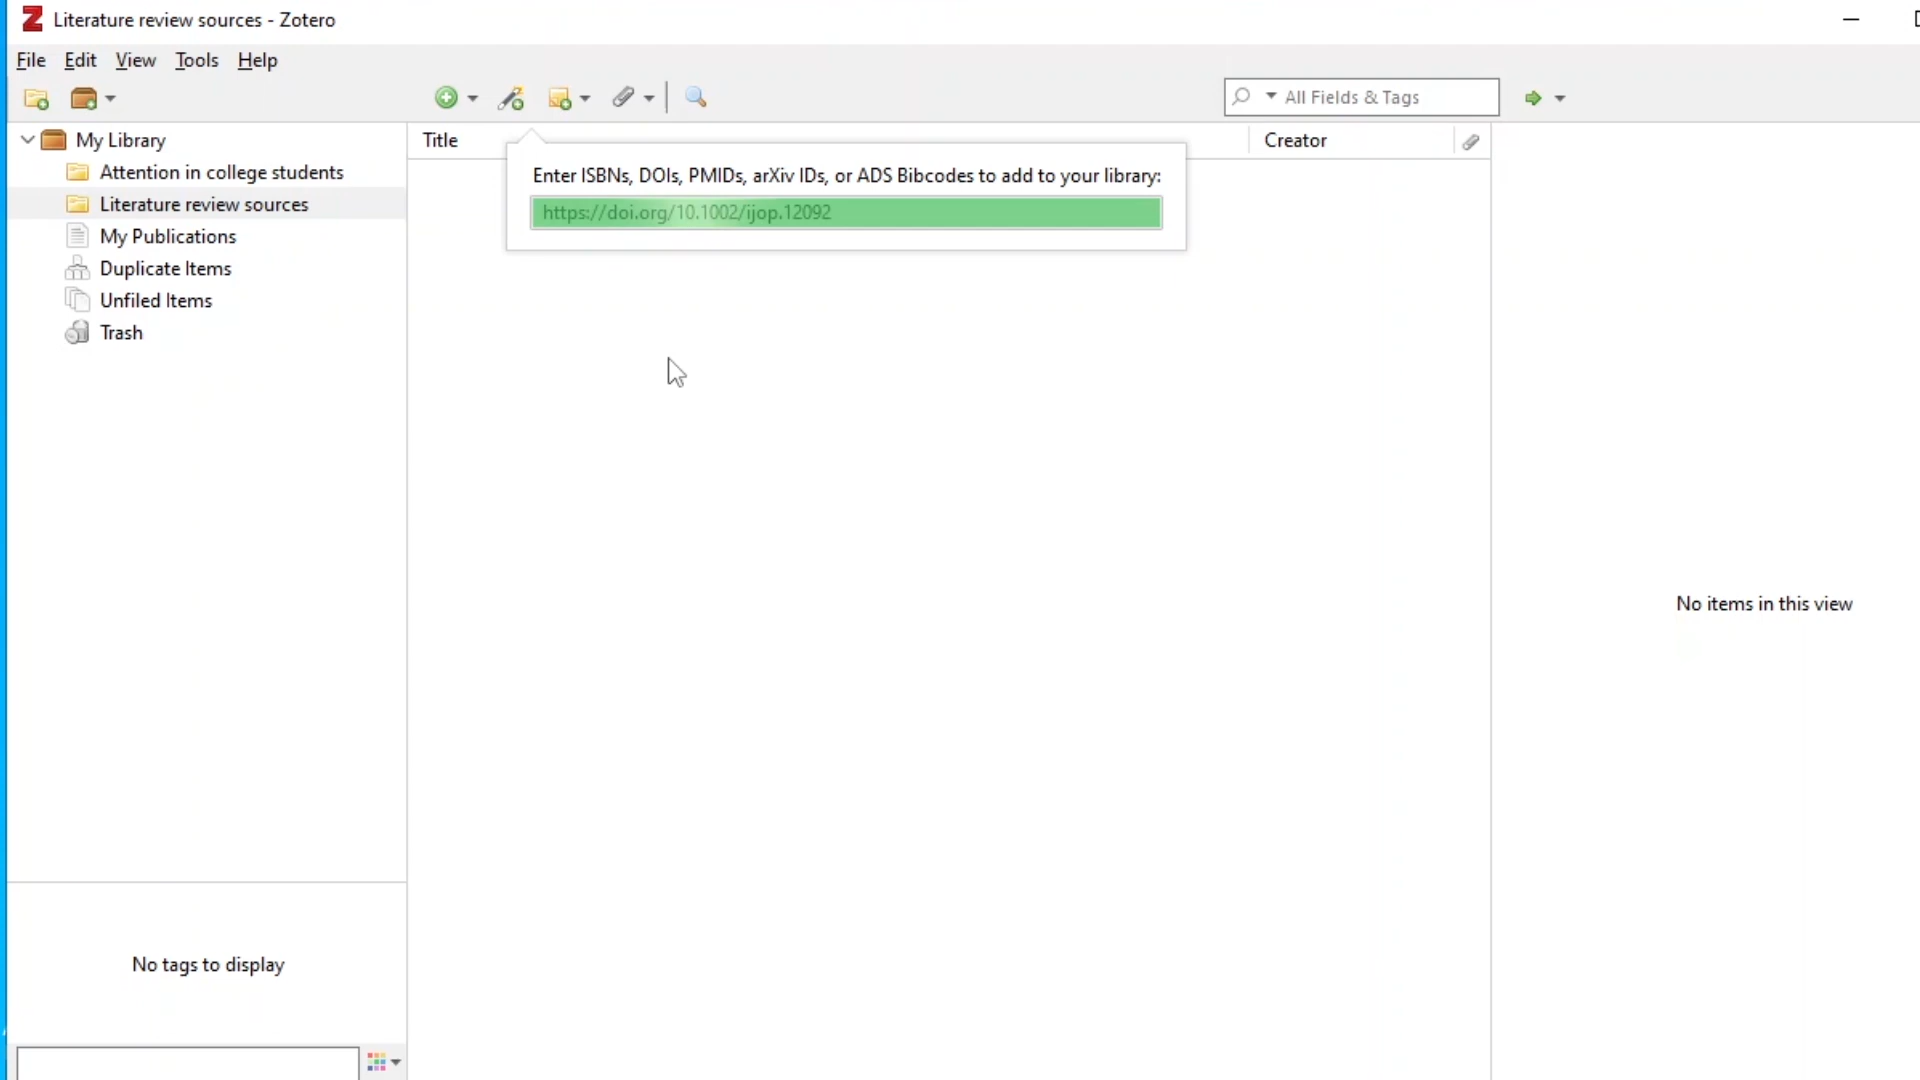 Literature review sources - Zotero
File Edit View Tools Help
All Fields & Tags
My Library
Attention in college students
Literature review sources
My Publications
Duplicate Items
Unfiled Items
Trash
Title
Creator
Enter ISBNs, DOIs, PMIDs, arXiv IDs, or ADS Bibcodes to add to your library:
https://doi.org/10.1002/ijop.12092
No items in this view
No tags to display